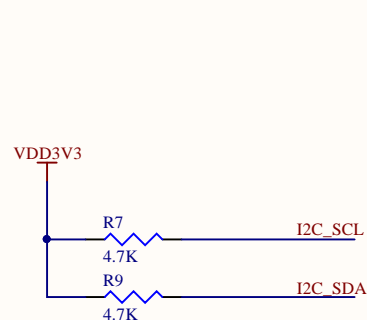 VDD3V3
R7
I2C_SCL
4.7K
R9
I2C_SDA
4.7K